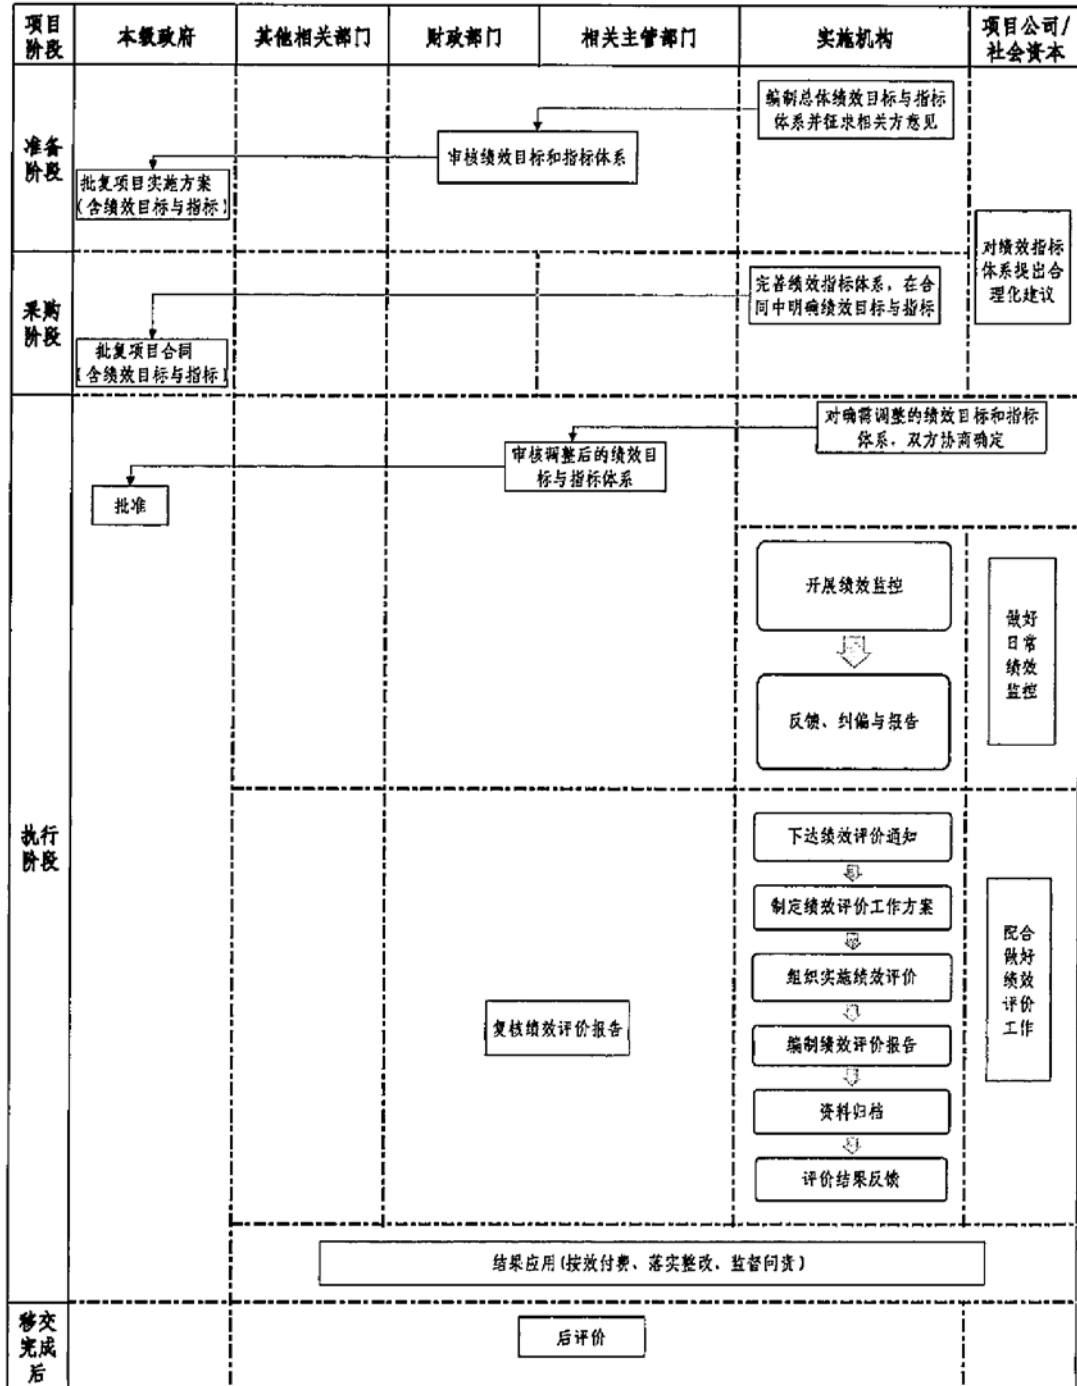 项目
阶段
本级政府
其他相关部门
财政部门
相关主管部门
实施机构
项目公司/
社会资本
准备
阶段
编制总体绩效目标与指标
体系并征求相关方意见
审核绩效目标和指标体系
批复项目实施方案
(含绩效目标与指标)
对绩效指标
体系提出合
理化建议
采购
阶段
完善绩效指标体系，在合
同中明确绩效目标与指标
批复项目合同
(含绩效目标与指标)
执行
阶段
对确需调整的绩效目标和指标
体系，双方协商确定
审核调整后的绩效目
标与指标体系
批准
开展绩效监控
反馈、纠偏与报告
做好
日常
绩效
监控
下达绩效评价通知
制定绩效评价工作方案
组织实施绩效评价
编制绩效评价报告
资料归档
评价结果反馈
复核绩效评价报告
配合
做好
绩效
评价
工作
结果应用(按效付费、落实整改、监督问责)
移交
完成
后
后评价